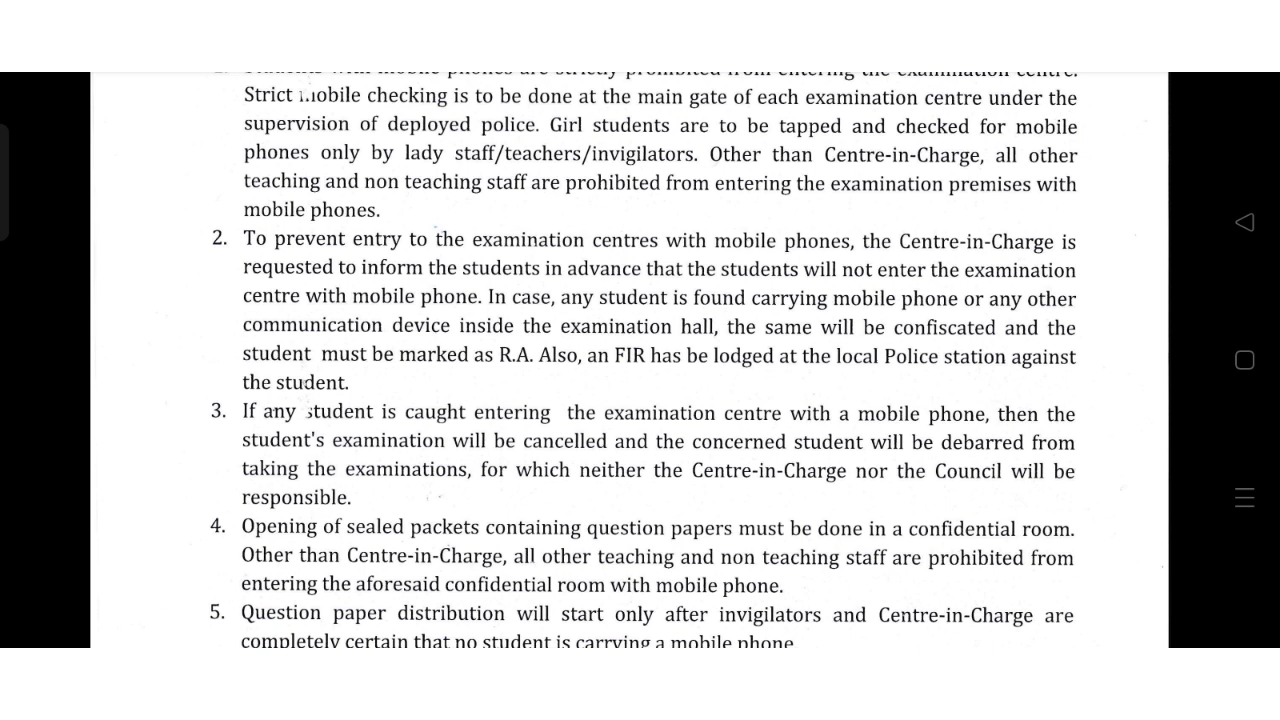 Students with mobile phones are strictly prohibited from entering the examination centre.
Strict mobile checking is to be done at the main gate of each examination centre under the
supervision of deployed police. Girl students are to be tapped and checked for mobile
phones only by lady staff/teachers/invigilators. Other than Centre-in-Charge, all other
teaching and non teaching staff are prohibited from entering the examination premises with
mobile phones.
2. To prevent entry to the examination centres with mobile phones, the Centre-in-Charge is
requested to inform the students in advance that the students will not enter the examination
centre with mobile phone. In case, any student is found carrying mobile phone or any other
communication device inside the examination hall, the same will be confiscated and the
student must be marked as R.A. Also, an FIR has be lodged at the local Police station against
the student.
3. If any student is caught entering the examination centre with a mobile phone, then the
student's examination will be cancelled and the concerned student will be debarred from
taking the examinations, for which neither the Centre-in-Charge nor the Council will be
responsible.
4. Opening of sealed packets containing question papers must be done in a confidential room.
Other than Centre-in-Charge, all other teaching and non teaching staff are prohibited from
entering the aforesaid confidential room with mobile phone.
5. Question paper distribution will start only after invigilators and Centre-in-Charge are
completely certain that no student is carrying a mobile phone